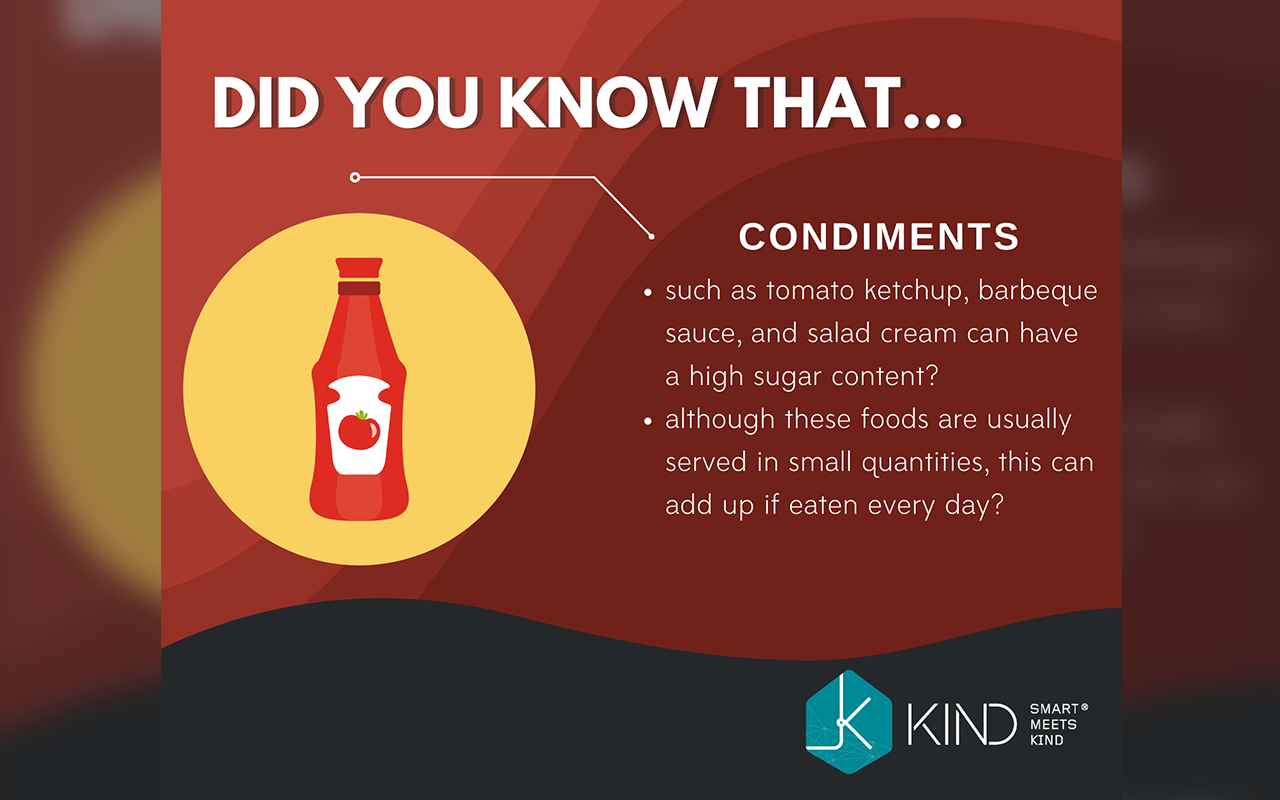 DID YOU KNOW THAT...
CONDIMENTS
• such as tomato ketchup, barbeque
sauce, and salad cream can have
a high sugar content?
• although these foods are usually
served in small quantities, this can
add up if eaten every day?
KIND
SMART®
MEETS
KIND